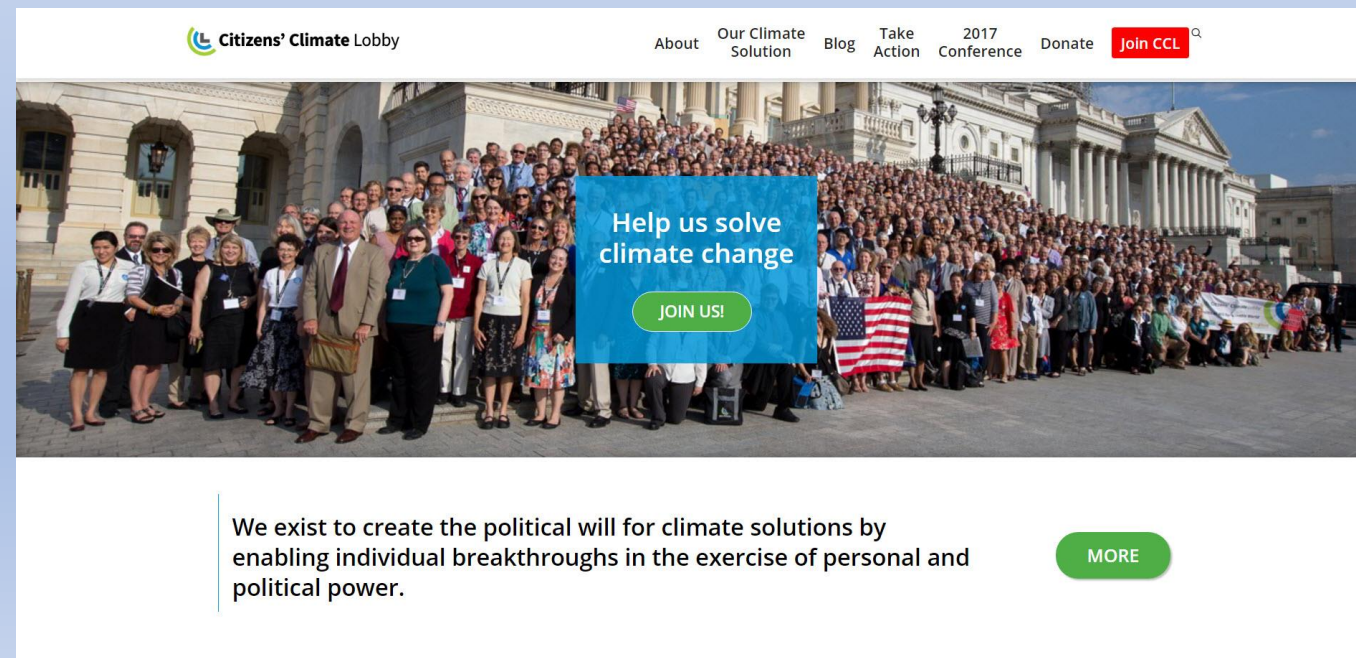 Citizens' Climate Lobby
About
Our Climate
Solution
Blog
Take
Action
2017
Conference
Donate
Join CCL
Help us solve
climate change
JOIN US!
We exist to create the political will for climate solutions by
enabling individual breakthroughs in the exercise of personal and
political power.
MORE